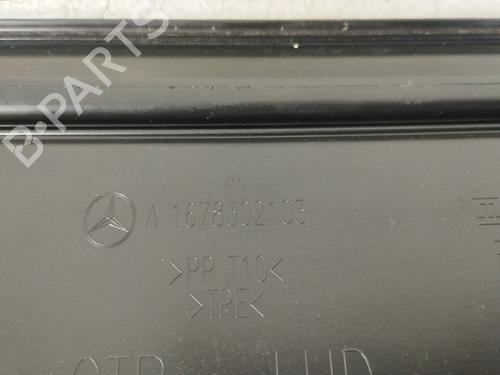 B-PARTS
A 1678302103
>PP T10<
>TPE<